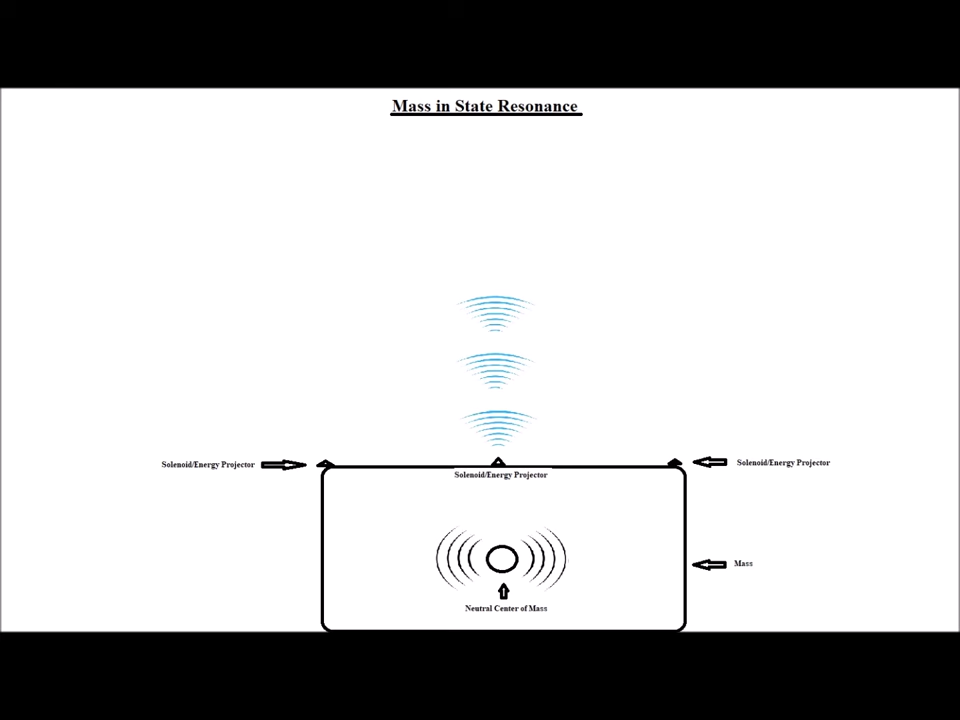 Mass in State Resonance
Solenoid/Energy Projector
Solenoid/Energy Projector
Solenoid/Energy Projector
Mass
Neutral Center of Mass